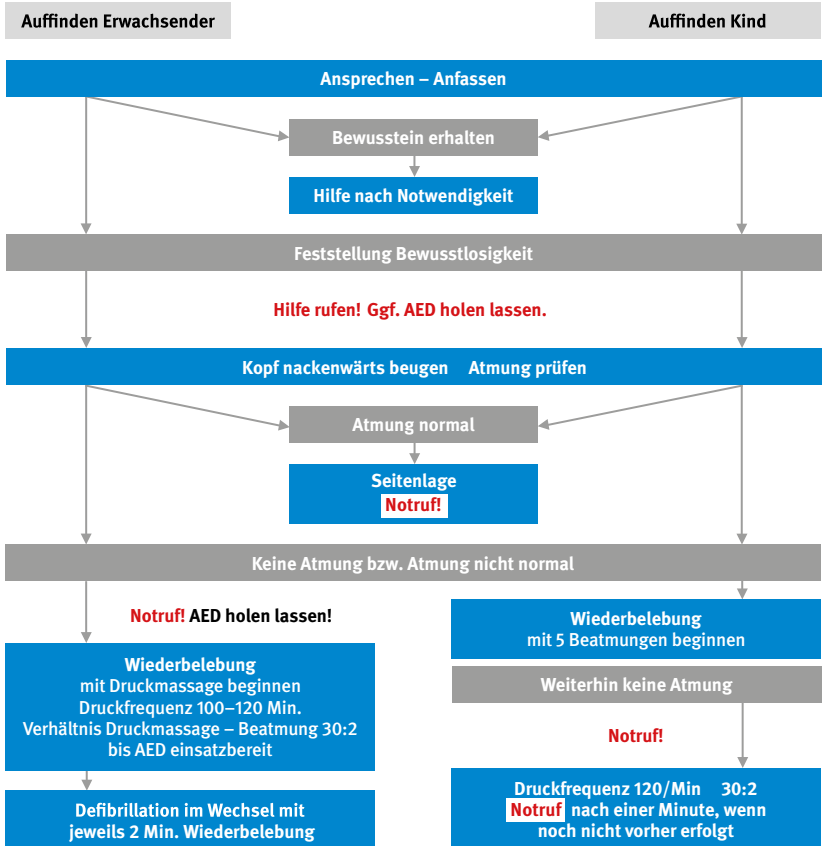 Auffinden Erwachsender
Auffinden Kind
Ansprechen – Anfassen
Bewusstein erhalten
Hilfe nach Notwendigkeit
Feststellung Bewusstlosigkeit
Hilfe rufen! Ggf. AED holen lassen.
Kopf nackenwärts beugen Atmung prüfen
Atmung normal
Seitenlage
Notruf!
Keine Atmung bzw. Atmung nicht normal
Notruf! AED holen lassen!
Wiederbelebung
mit Druckmassage beginnen
Druckfrequenz 100–120 Min.
Verhältnis Druckmassage – Beatmung 30:2
bis AED einsatzbereit
Defibrillation im Wechsel mit
jeweils 2 Min. Wiederbelebung
Wiederbelebung
mit 5 Beatmungen beginnen
Weiterhin keine Atmung
Notruf!
Druckfrequenz 120/Min 30:2
Notruf nach einer Minute, wenn
noch nicht vorher erfolgt